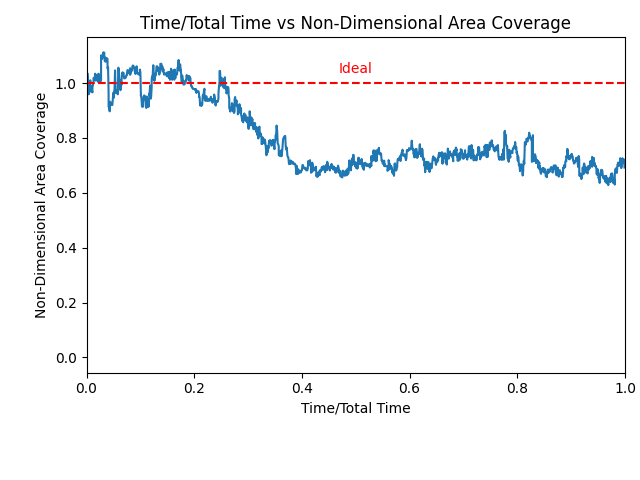 Time/Total Time vs Non-Dimensional Area Coverage
Ideal
Non-Dimensional Area Coverage
1.0
0.8
0.6
0.4
0.2
0.0
0.0 0.2 0.4 0.6 0.8 1.0
Time/Total Time